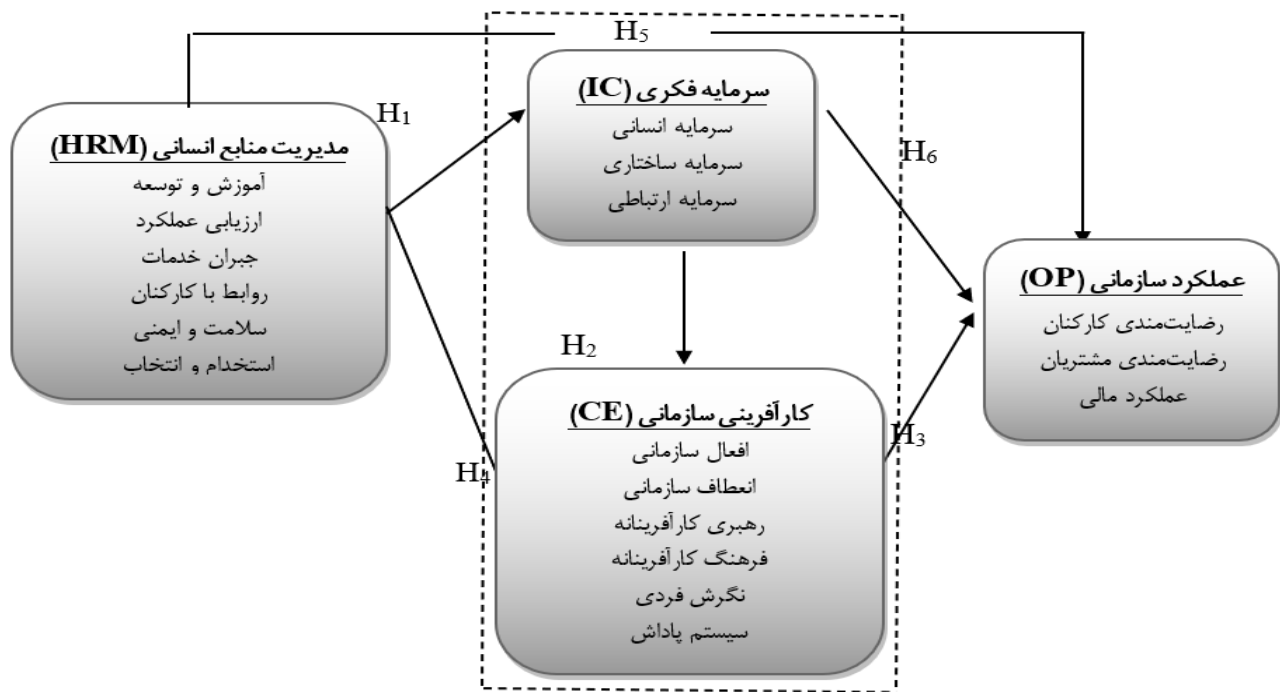 H5
H1
مدیریت منابع انسانی (HRM)
آموزش و توسعه
ارزیابی عملکرد
جبران خدمات
روابط با کارکنان
سلامت و ایمنی
استخدام و انتخاب
سرمایه فکری (IC)
سرمایه انسانی
سرمایه ساختاری
سرمایه ارتباطی
H6
H2
عملکرد سازمانی (OP)
رضایت‌مندی کارکنان
رضایت‌مندی مشتریان
عملکرد مالی
کارآفرینی سازمانی (CE)
افعال سازمانی
انعطاف سازمانی
رهبری کارآفرینانه
فرهنگ کارآفرینانه
نگرش فردی
سیستم پاداش
H4
H3